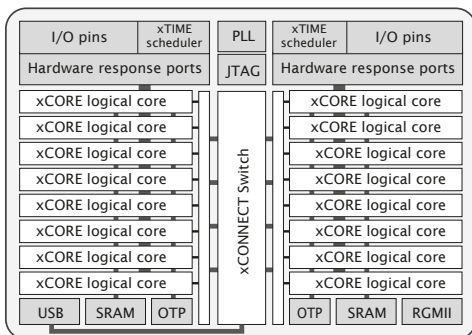 I/O pins
xTIME
scheduler
PLL
xTIME
scheduler
I/O pins
Hardware response ports
JTAG
Hardware response ports
xCORE logical core
xCORE logical core
xCORE logical core
xCORE logical core
xCORE logical core
xCORE logical core
xCORE logical core
xCORE logical core
xCONNECT Switch
xCORE logical core
xCORE logical core
xCORE logical core
xCORE logical core
xCORE logical core
xCORE logical core
xCORE logical core
xCORE logical core
USB
SRAM
OTP
OTP
SRAM
RGMII